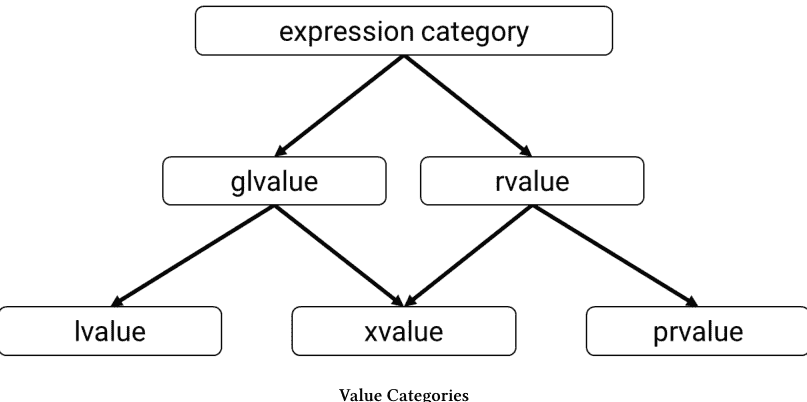 expression category
glvalue
rvalue
lvalue
xvalue
prvalue
Value Categories